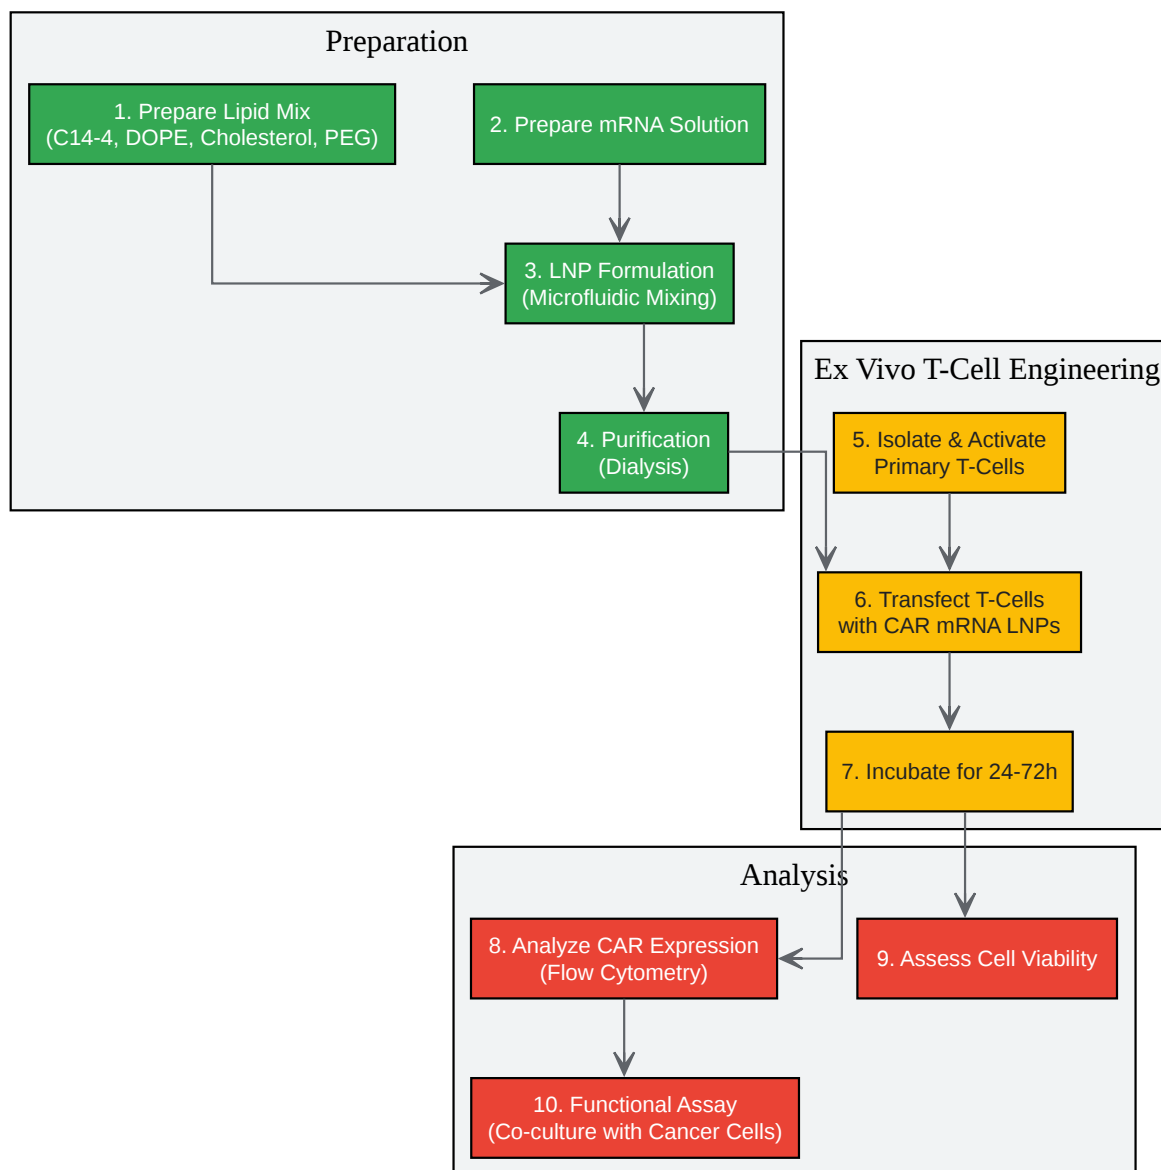 Preparation
1. Prepare Lipid Mix
(C14-4, DOPE, Cholesterol, PEG)
2. Prepare mRNA Solution
3. LNP Formulation
(Microfluidic Mixing)
4. Purification
(Dialysis)
Ex Vivo T-Cell Engineering
5. Isolate & Activate
Primary T-Cells
6. Transfect T-Cells
with CAR mRNA LNPs
7. Incubate for 24-72h
Analysis
8. Analyze CAR Expression
(Flow Cytometry)
9. Assess Cell Viability
10. Functional Assay
(Co-culture with Cancer Cells)